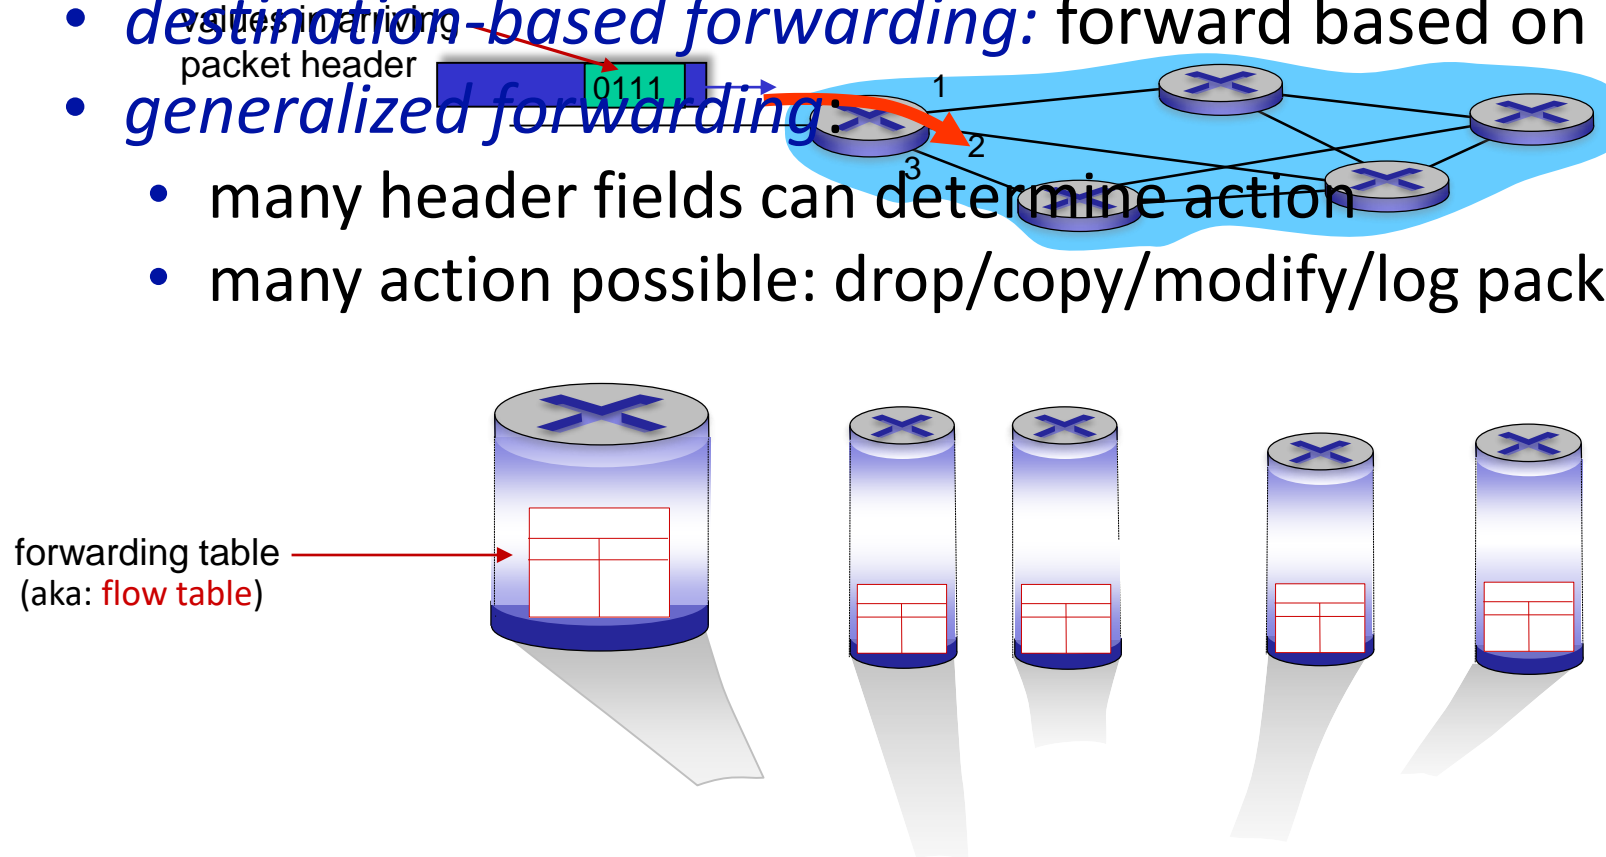 • destination-based forwarding: forward based on
values in arriving
packet header
0111
• generalized forwarding:
1
2
3
• many header fields can determine action
• many action possible: drop/copy/modify/log pack
forwarding table
(aka: flow table)